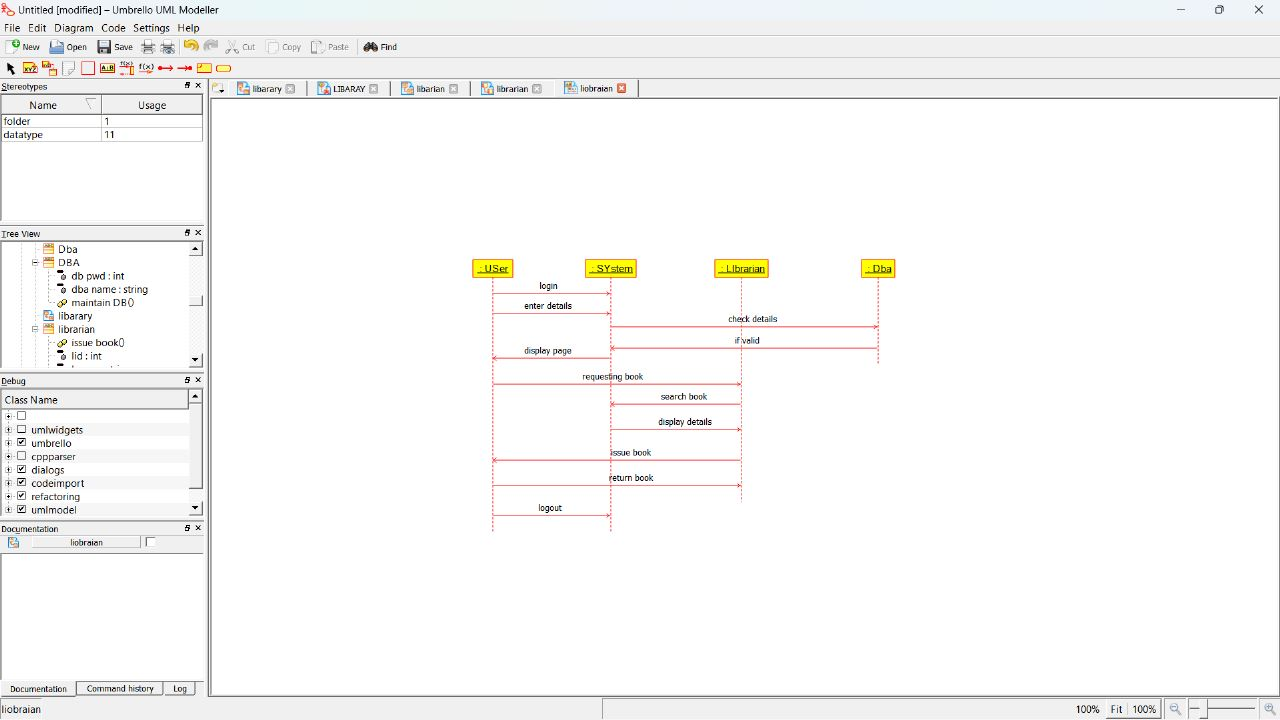 Untitled [modified] – Umbrello UML Modeller
File Edit Diagram Code Settings Help
New Open Save Cut Copy Paste Find
Stereotypes
Name Usage
folder 1
datatype 11
Tree View
Dba
DBA
db pwd : int
dba name : string
maintain DB()
libarary
librarian
issue book()
lid : int
Debug
Class Name
umlwidgets
umbrello
cppparser
dialogs
codeimport
refactoring
umlmodel
Documentation
liobraian
Documentation Command history Log
liobraian
libarary LIBARAY libarian librarian liobraian
: USer : SYstem : LIbrarian : Dba
login
enter details
check details
if valid
display page
requesting book
search book
display details
issue book
return book
logout
100% Fit 100%